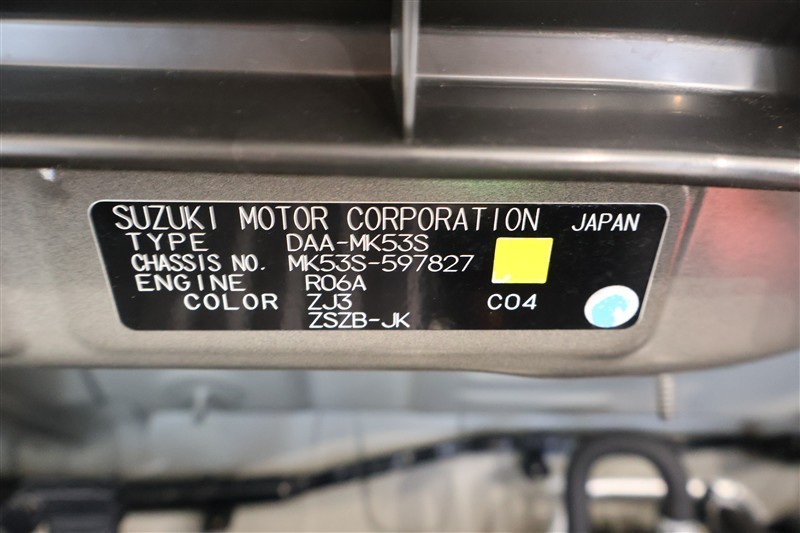 SUZUKI MOTOR CORPORATION JAPAN
TYPE DAA-MK53S
CHASSIS NO. MK53S-597827
ENGINE R06A
COLOR ZJ3 C04
ZSZB-JK